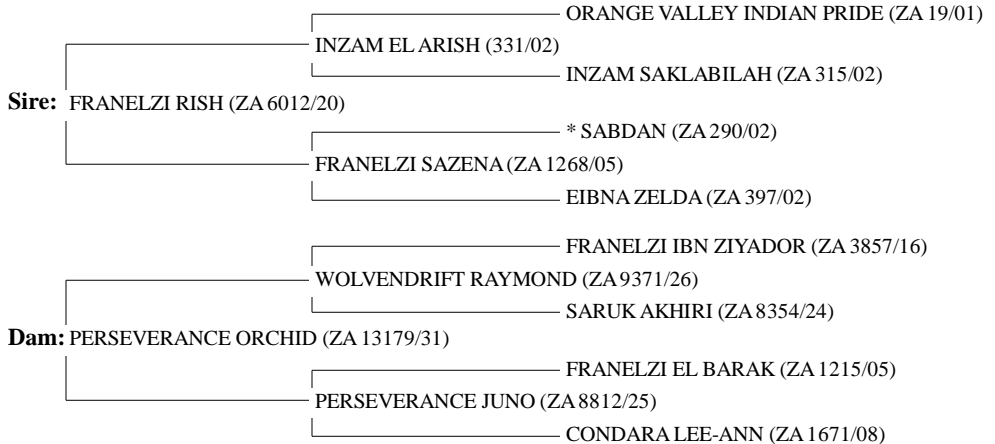 ORANGE VALLEY INDIAN PRIDE (ZA 19/01)
INZAM EL ARISH (331/02)
INZAM SAKLABILAH (ZA 315/02)
Sire: FRANELZI RISH (ZA 6012/20)
* SABDAN (ZA 290/02)
FRANELZI SAZENA (ZA 1268/05)
EIBNA ZELDA (ZA 397/02)
FRANELZI IBN ZIYADOR (ZA 3857/16)
WOLVENDRIFT RAYMOND (ZA 9371/26)
SARUK AKHIRI (ZA 8354/24)
Dam: PERSEVERANCE ORCHID (ZA 13179/31)
FRANELZI EL BARAK (ZA 1215/05)
PERSEVERANCE JUNO (ZA 8812/25)
CONDARA LEE-ANN (ZA 1671/08)